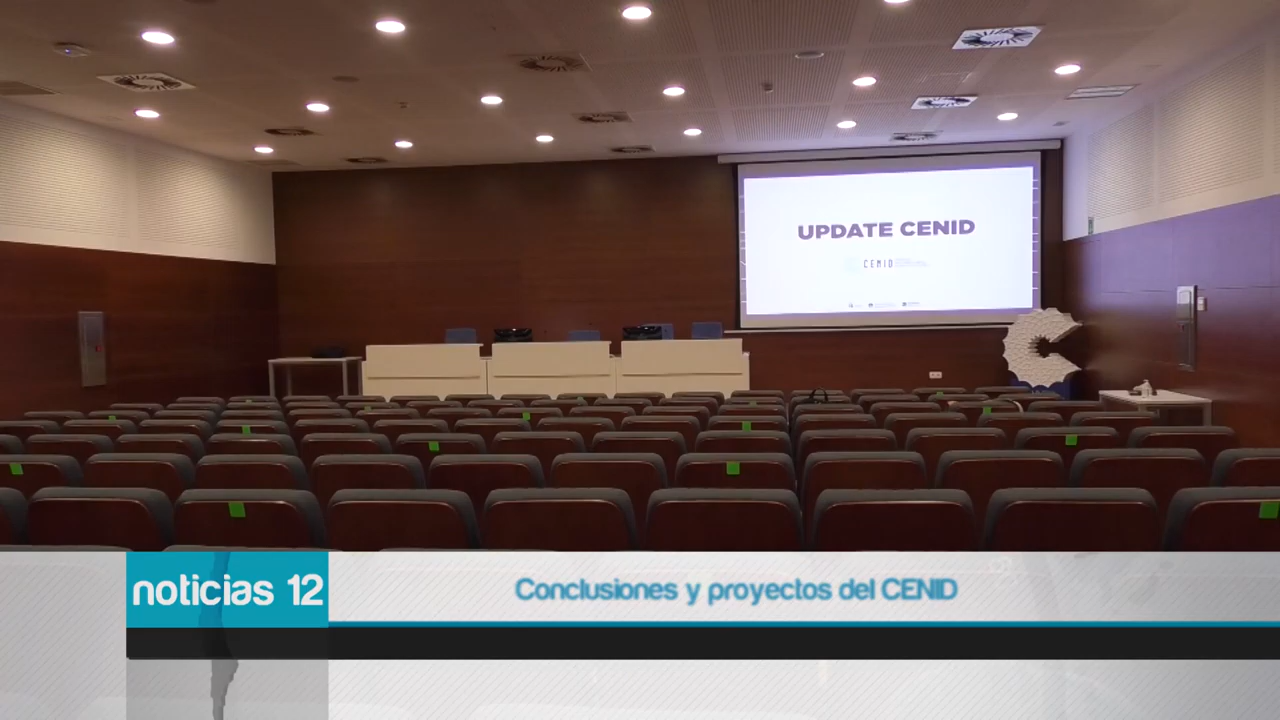 UPDATE CENID
CENID
noticias 12
Conclusiones y proyectos del CENID